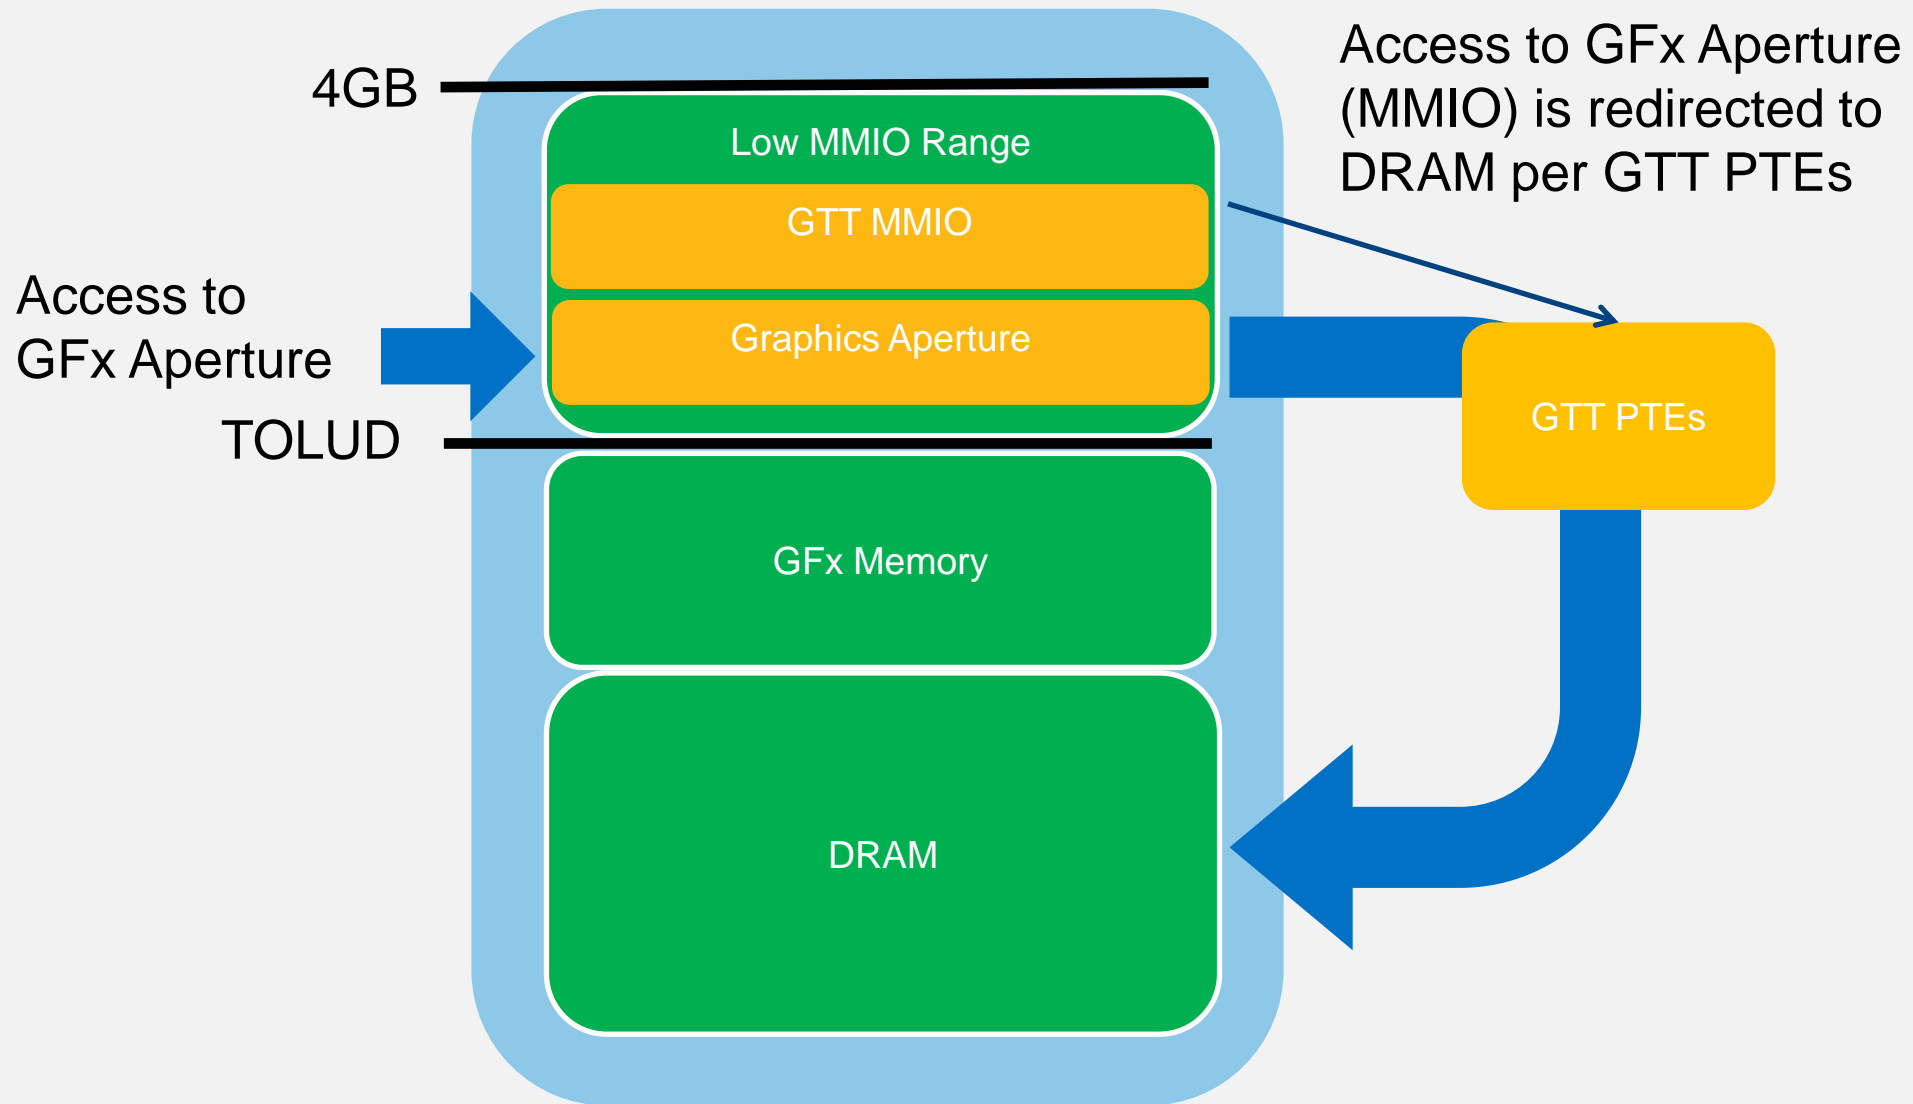 4GB
Access to GFx Aperture
(MMIO) is redirected to
DRAM per GTT PTEs
Low MMIO Range
GTT MMIO
Access to
GFx Aperture
Graphics Aperture
GTT PTEs
TOLUD
GFx Memory
DRAM